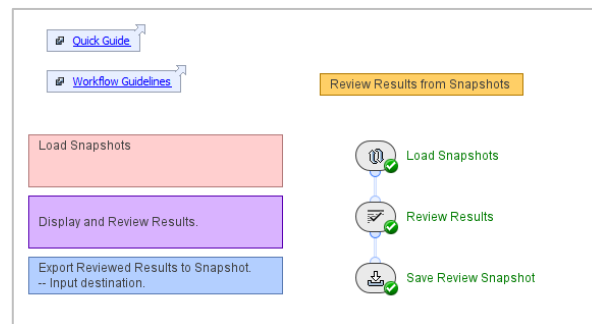 Quick Guide
Workflow Guidelines
Review Results from Snapshots
Load Snapshots
Load Snapshots
Display and Review Results.
Review Results
Export Reviewed Results to Snapshot.
-- Input destination.
Save Review Snapshot